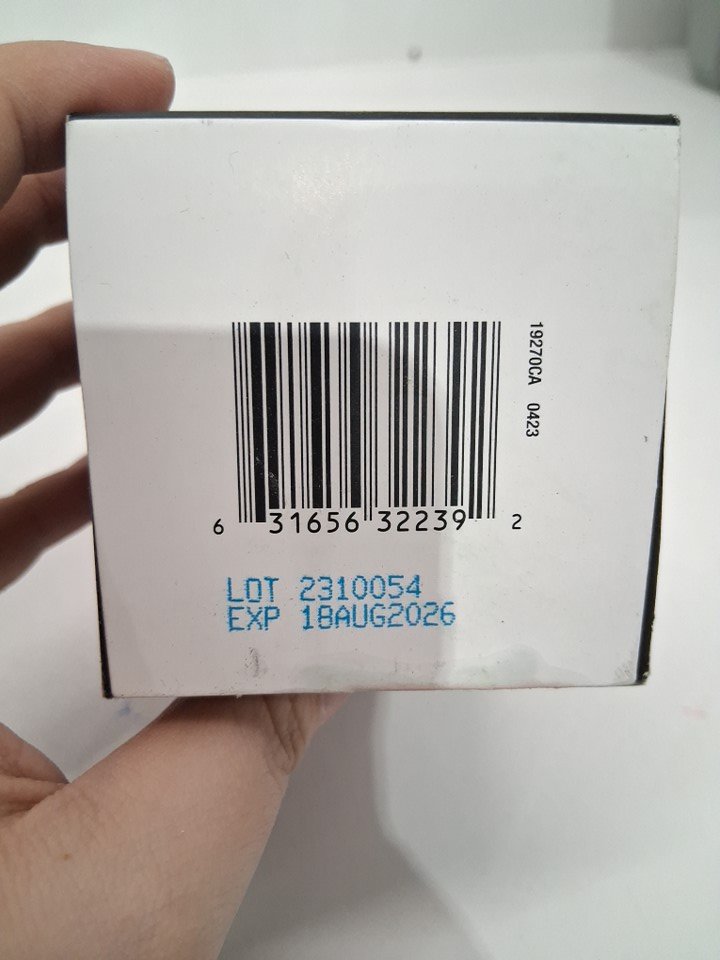 19270CA 0423
6 31656 32239 2
LOT 2310054
EXP 18AUG2026